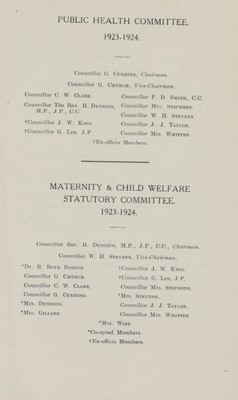 PUBLIC HEALTH COMMITTEE.
1923-1924.
Councillor G. CUSHING, Chairman.
Councillor G. CHURCH, Vice-Chairman.
Councillor C. W. CLARK. Councillor F. D. SMITH, C.C.
Councillor The Rev. H. DUNNICO, M.P., J.P., C.C. Councillor Mrs. STEPHENS.
Councillor W. H. STEVENS.
†Councillor J. W. KING. Councillor J. J. TAYLOR.
†Councillor G. LEE, J.P. Councillor Mrs. WHITTEN
†Ex-officio Members.
MATERNITY & CHILD WELFARE
STATUTORY COMMITTEE.
1923-1924.
Councillor Rev. H. DUNNICO, M.P., J.P., C.C., Chairman.
Councillor W. H. STEVENS, Vice-Chairman.
*Dr. R. BOYD ROBSON. †Councillor J. W. KING.
Councillor G. CHURCH. †Councillor G. LEE, J.P.
Councillor C. W. CLARK. Councillor Mrs. STEPHENS
Councillor G. CUSHING. *Mrs. STEVENS.
*Mrs. DUNNICO. Councillor J. J. TAYLOR
*Mrs. GILLARD. Councillor Mrs. WHITTEN
*Mrs. WISE.
*Co-opted Members.
†Ex-officio Members.